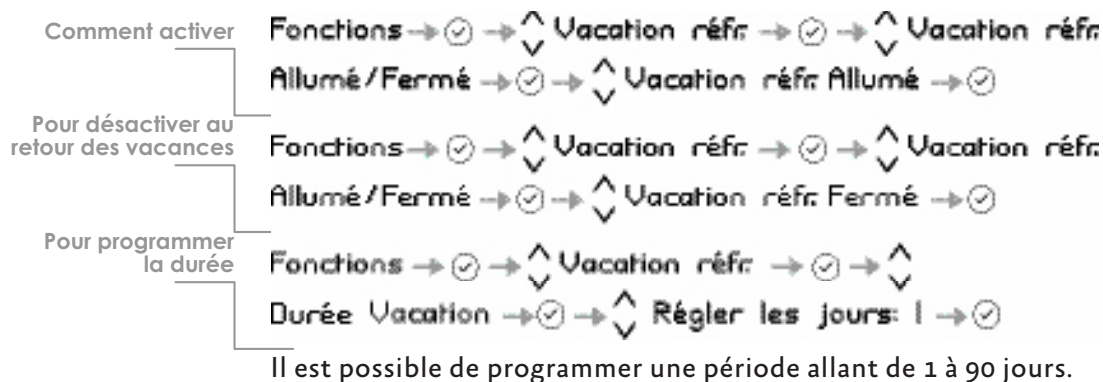 Comment activer
Fonctions → ✓ → Vacation réfr. → ✓ → Vacation réfr.
Allumé/Fermé → ✓ → Vacation réfr. Allumé → ✓
Pour désactiver au
retour des vacances
Fonctions → ✓ → Vacation réfr. → ✓ → Vacation réfr.
Allumé/Fermé → ✓ → Vacation réfr. Fermé → ✓
Pour programmer
la durée
Fonctions → ✓ → Vacation réfr. → ✓ →
Durée Vacation → ✓ → Régler les jours: 1 → ✓
Il est possible de programmer une période allant de 1 à 90 jours.